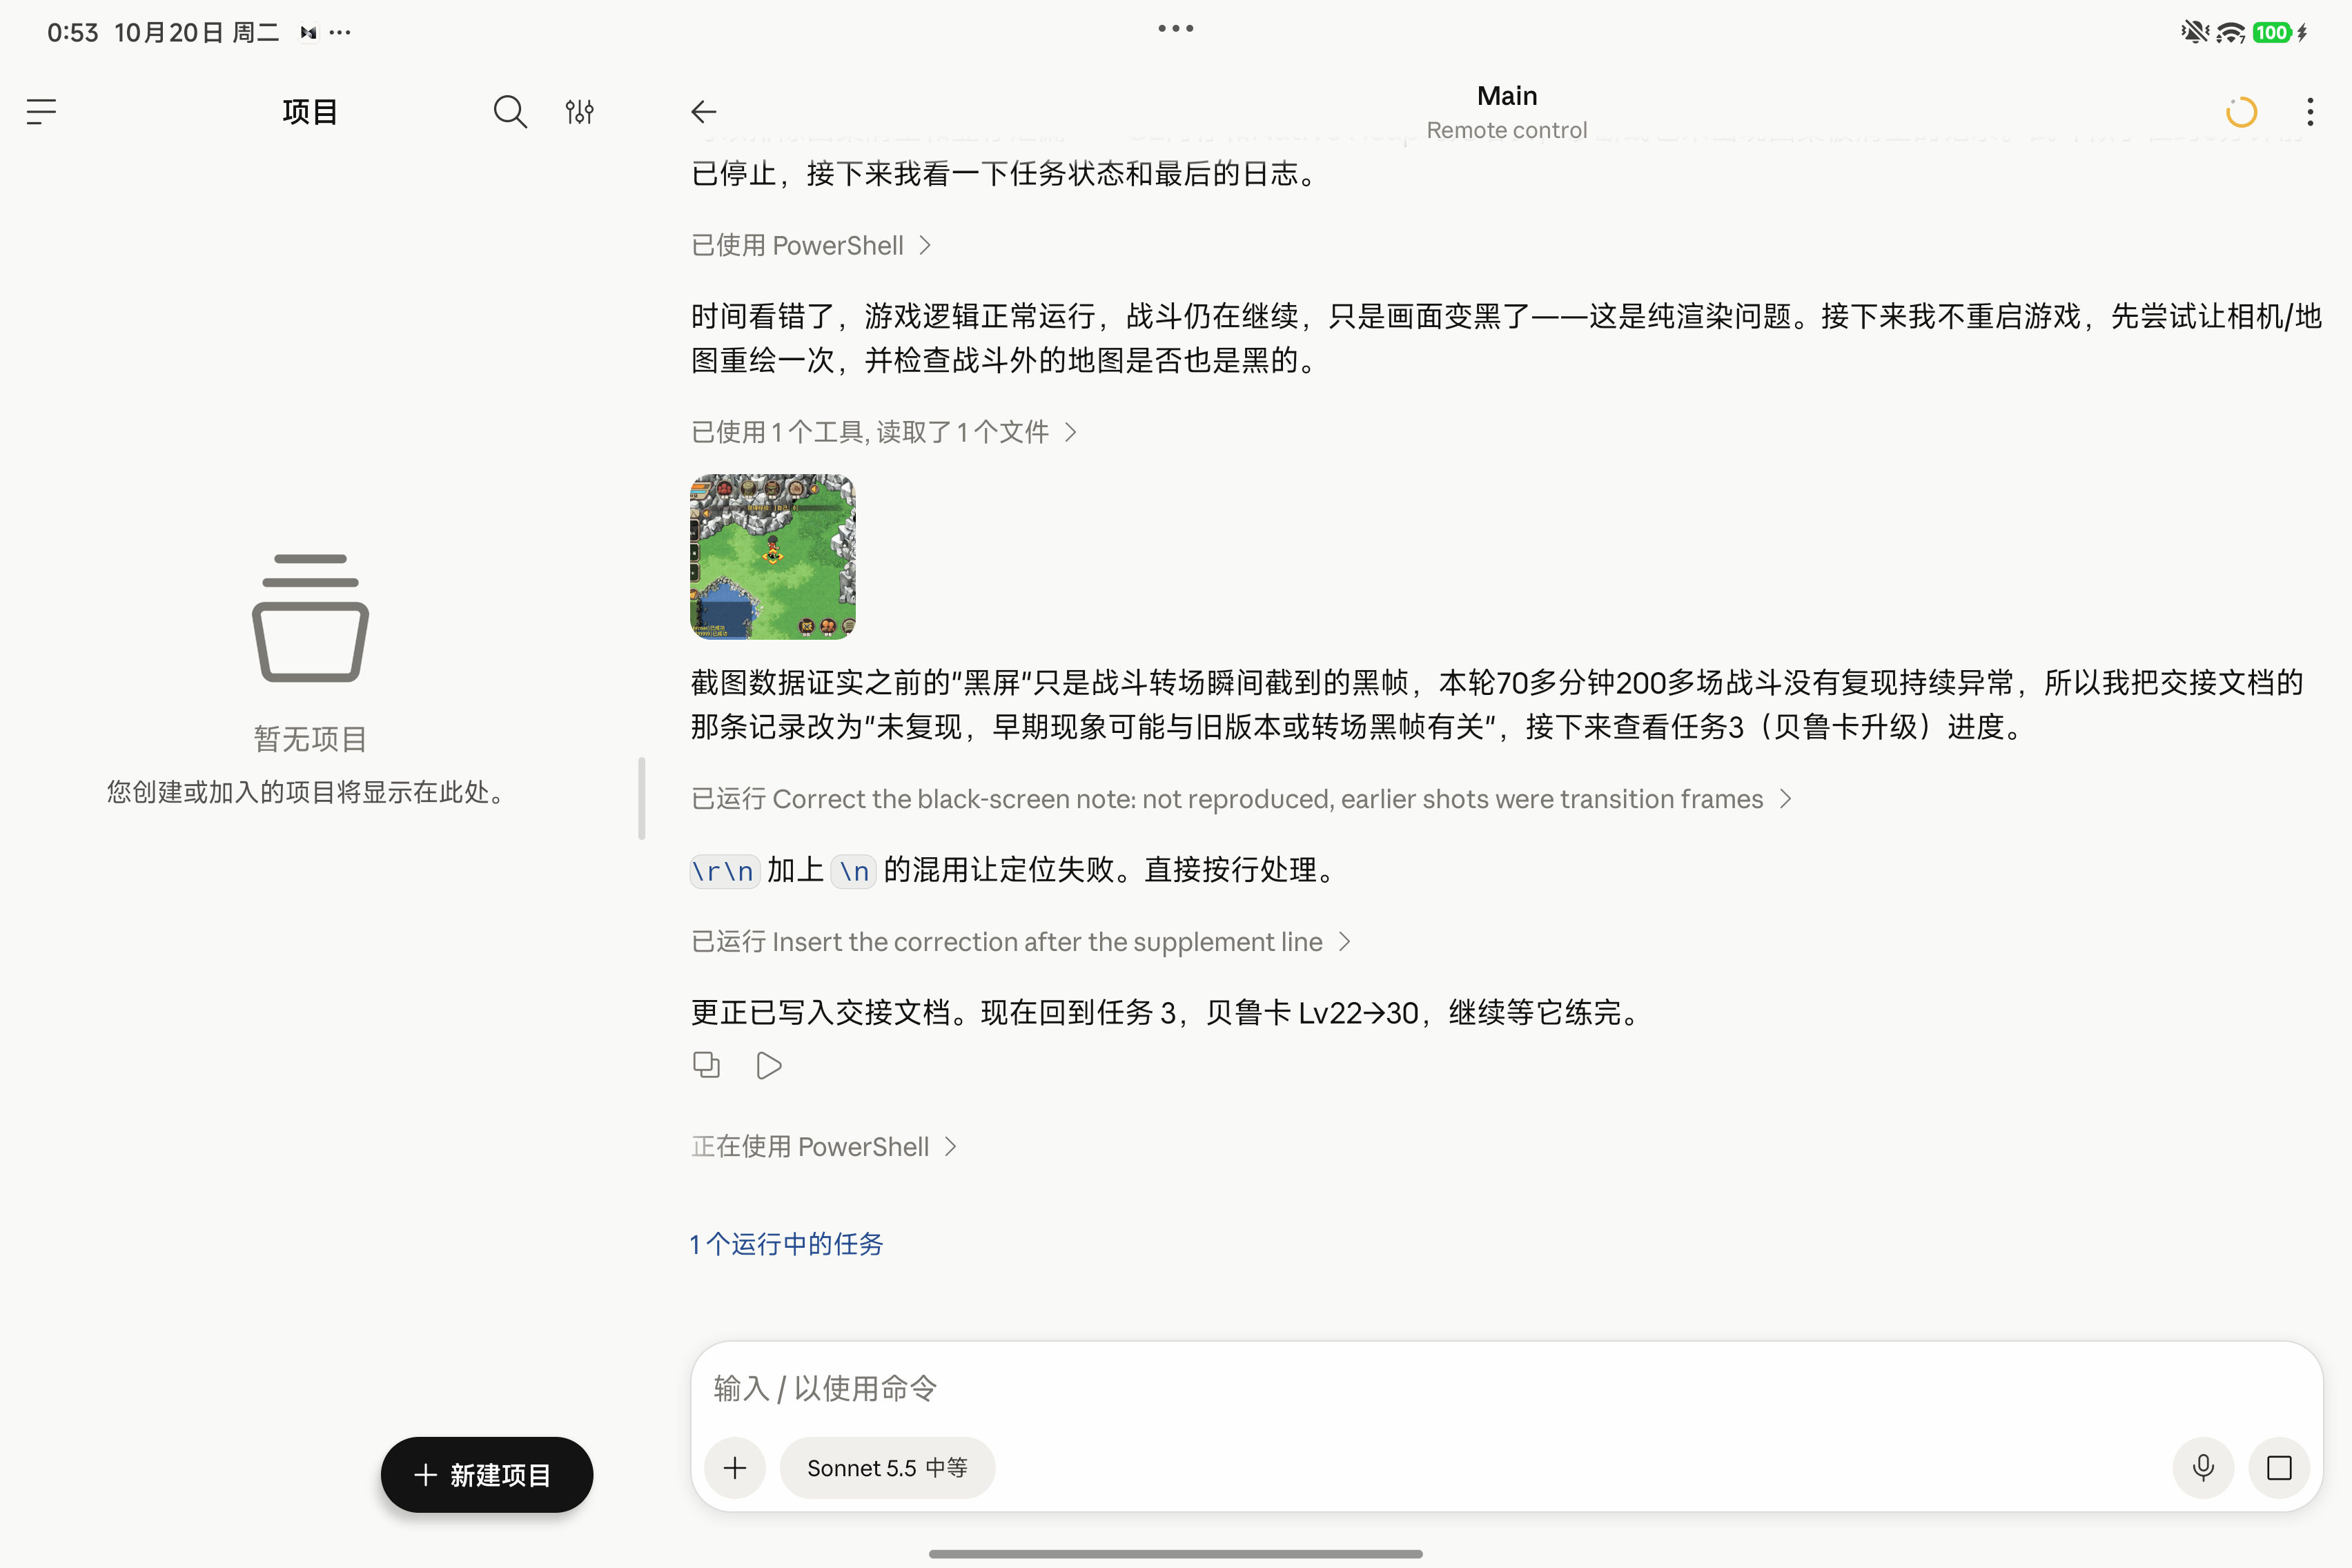 0:53 10月20日 周二
100
项目
Main
Remote control
已停止，接下来我看一下任务状态和最后的日志。
已使用 PowerShell
时间看错了，游戏逻辑正常运行，战斗仍在继续，只是画面变黑了——这是纯渲染问题。接下来我不重启游戏，先尝试让相机/地
图重绘一次，并检查战斗外的地图是否也是黑的。
已使用 1 个工具, 读取了 1 个文件
截图数据证实之前的"黑屏"只是战斗转场瞬间截到的黑帧，本轮70多分钟200多场战斗没有复现持续异常，所以我把交接文档的
那条记录改为"未复现，早期现象可能与旧版本或转场黑帧有关"，接下来查看任务3（贝鲁卡升级）进度。
已运行 Correct the black-screen note: not reproduced, earlier shots were transition frames
\r\n 加上 \n 的混用让定位失败。直接按行处理。
已运行 Insert the correction after the supplement line
更正已写入交接文档。现在回到任务 3，贝鲁卡 Lv22→30，继续等它练完。
正在使用 PowerShell
1 个运行中的任务
暂无项目
您创建或加入的项目将显示在此处。
新建项目
输入 / 以使用命令
Sonnet 5.5 中等